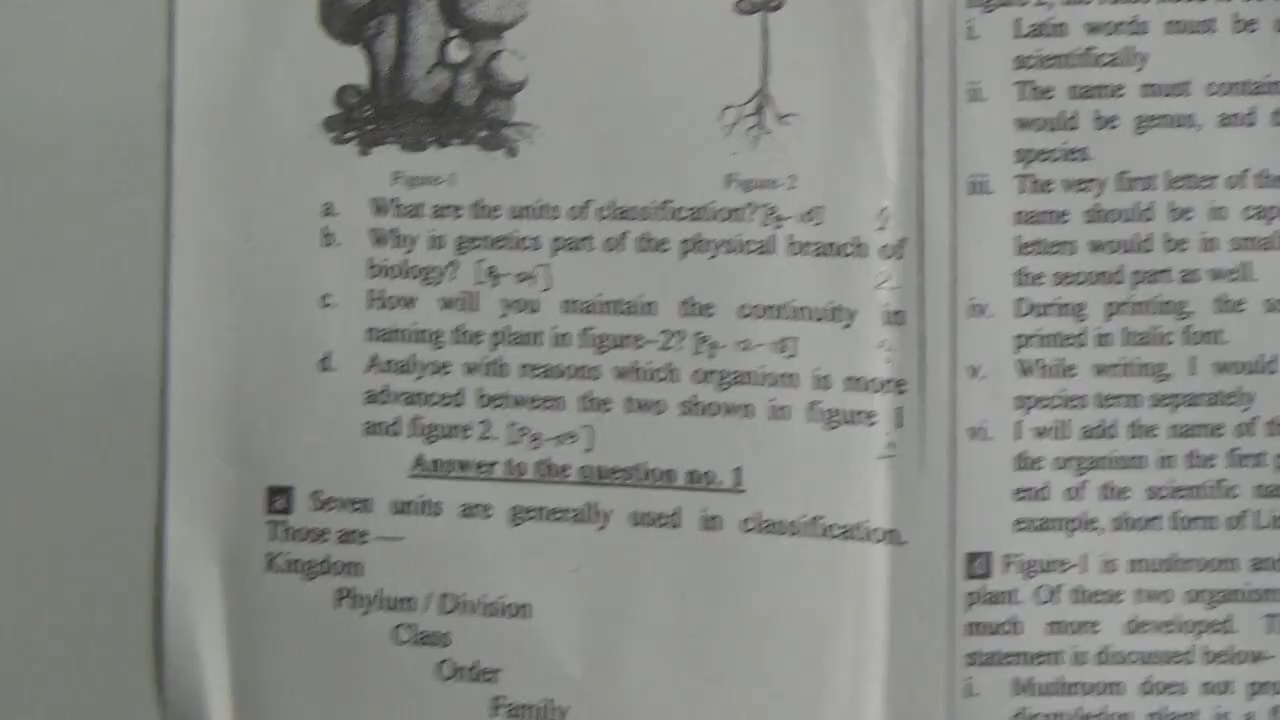 Figure-1
Figure-2
a. What are the units of classification?
b. Why is genetics part of the physical branch of
biology?
2
c. How will you maintain the continuity in
naming the plant in figure-2?
d. Analyse with reasons which organism is more
advanced between the two shown in figure 1
and figure 2.
Answer to the question no. 1
a Seven units are generally used in classification.
Those are—
Kingdom
Phylum / Division
Class
Order
Family
i. Latin words must be
scientifically
ii. The name must contain
would be genus, and
species.
iii. The very first letter of the
name should be in
letters would be in
the second part as well.
iv. During printing, the
printed in Italic font.
v. While writing, I would
species term separately
vi. I will add the name of
the organism in the first
end of the scientific
example, short form of
d Figure-1 is mushroom
plant. Of these two
much more developed.
statement is discussed below-
i. Mushroom does not